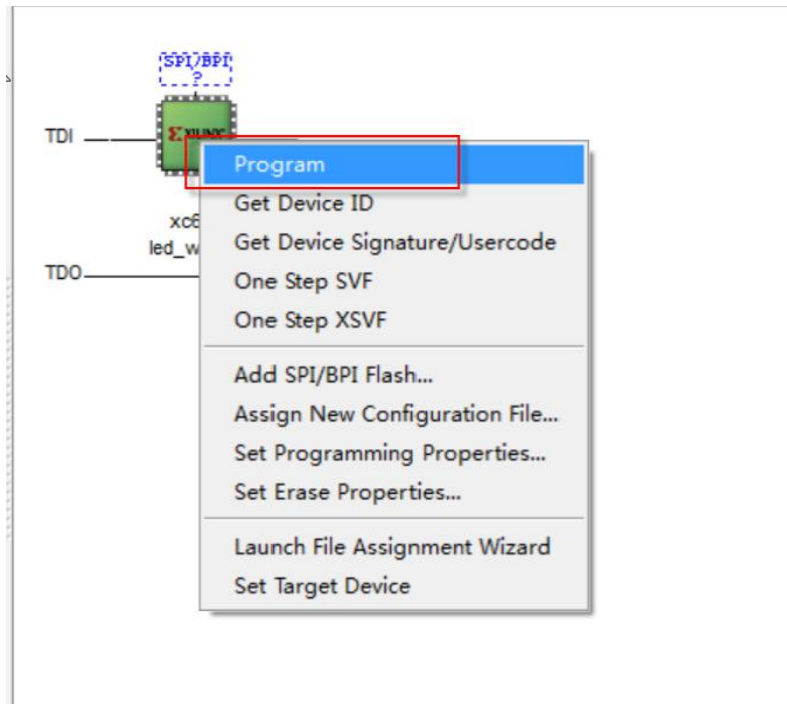 SPI/BPI
?
TDI
Program
Get Device ID
xc6
Get Device Signature/Usercode
led_w
One Step SVF
TDO
One Step XSVF
Add SPI/BPI Flash...
Assign New Configuration File...
Set Programming Properties...
Set Erase Properties...
Launch File Assignment Wizard
Set Target Device